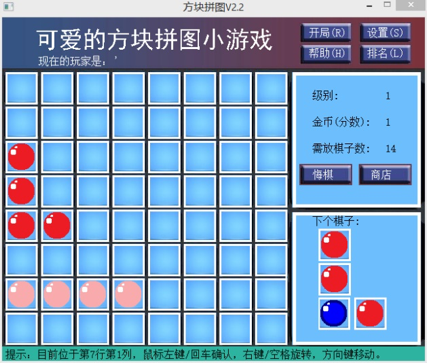 方块拼图V2.2
可爱的方块拼图小游戏
现在的玩家是: '
开局(R) 设置(S)
帮助(H) 排名(L)
级别: 1
金币(分数): 1
需放棋子数: 14
悔棋 商店
下个棋子:
提示: 目前位于第7行第1列，鼠标左键/回车确认，右键/空格旋转，方向键移动。